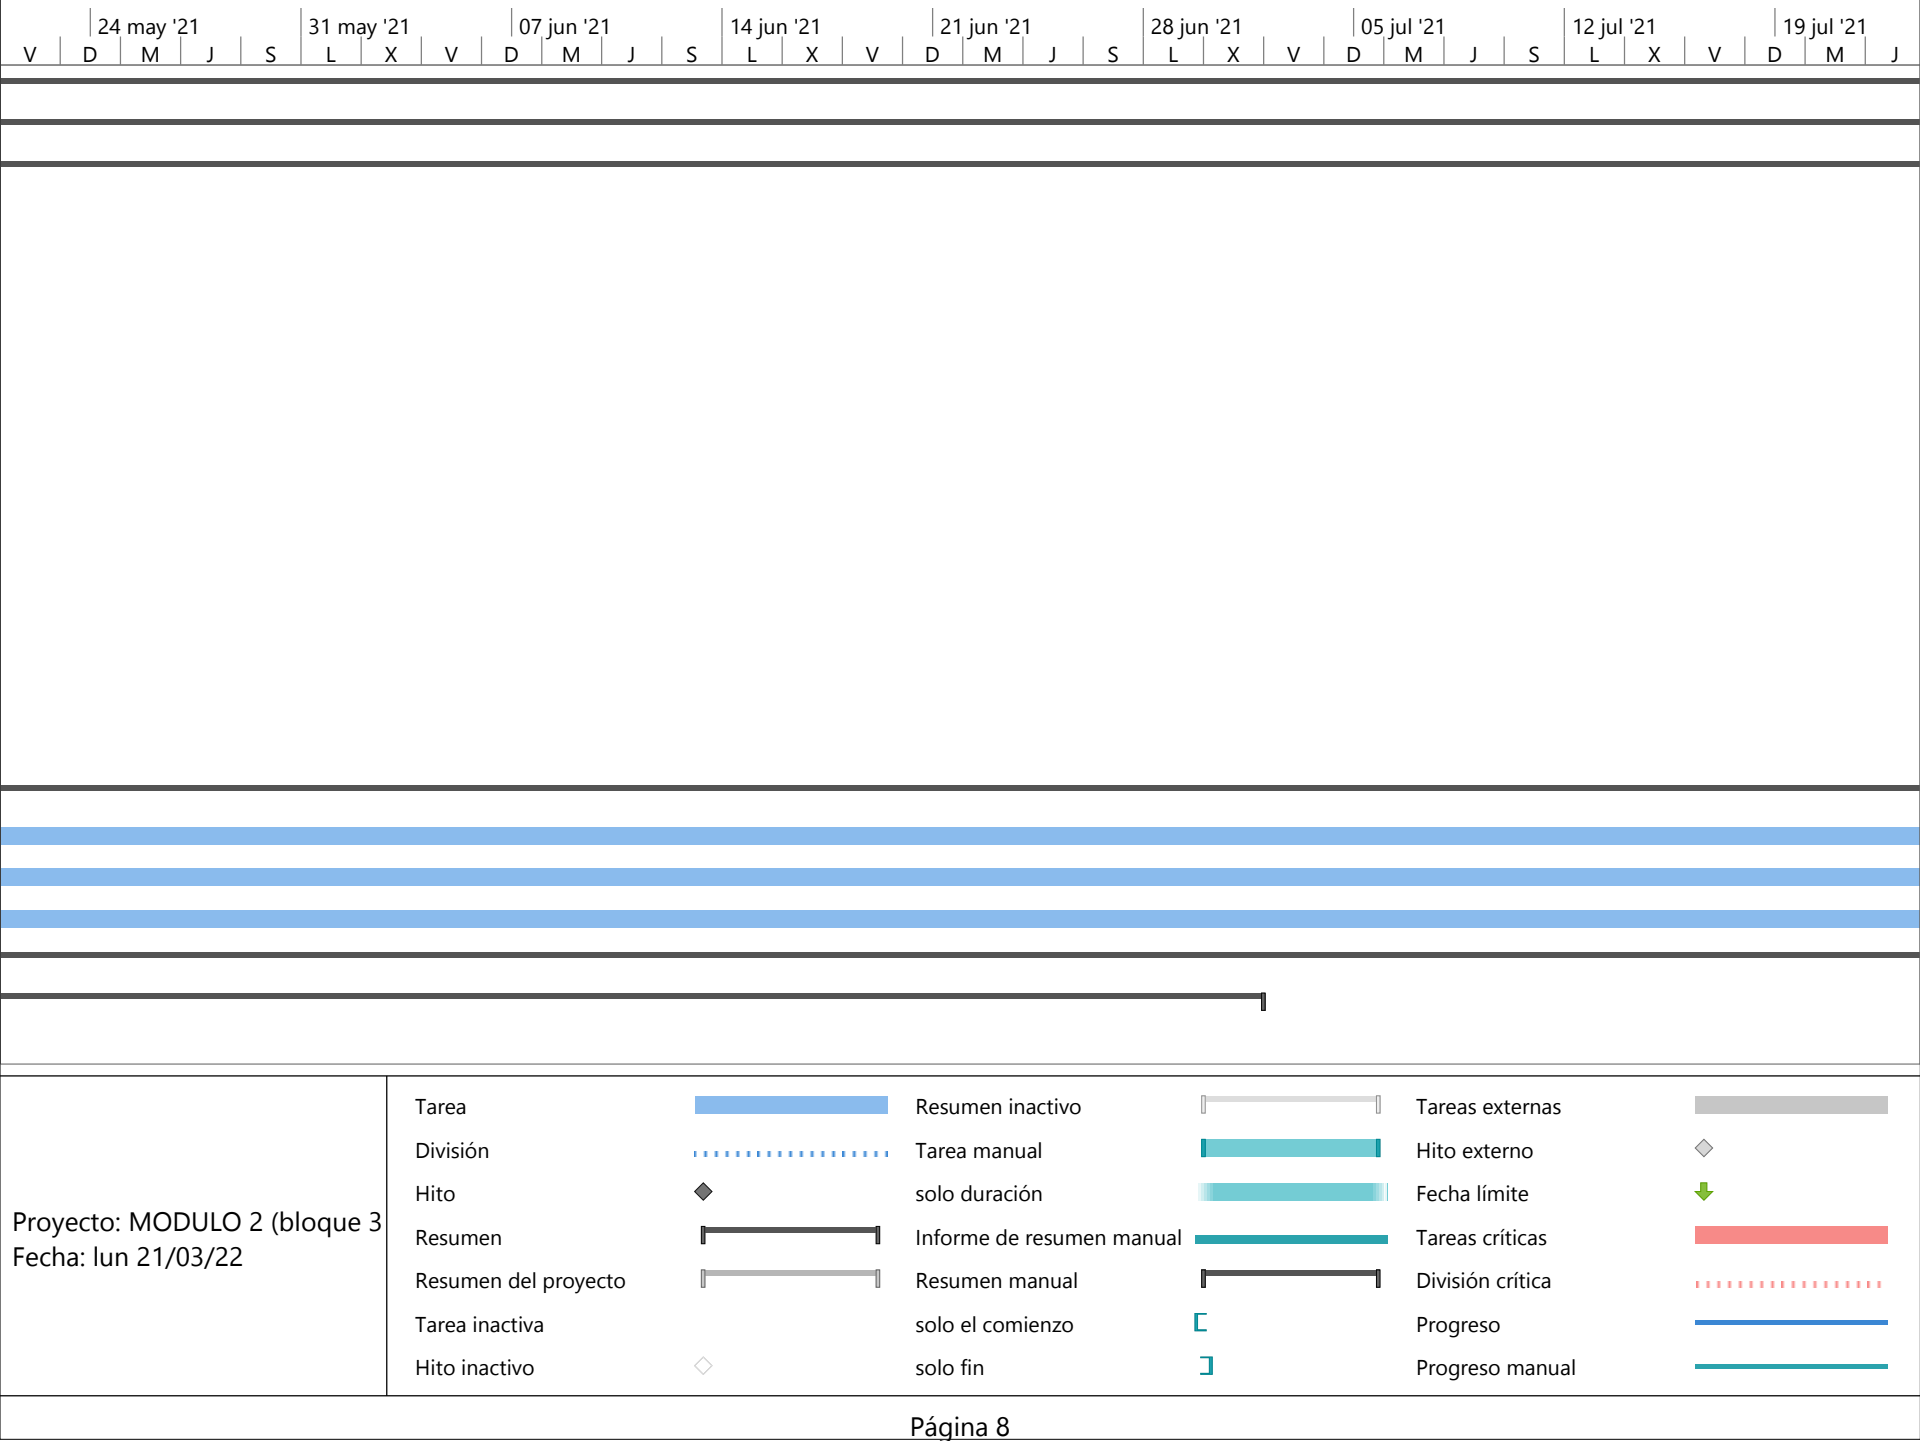 24 may '21 31 may '21 07 jun '21 14 jun '21 21 jun '21 28 jun '21 05 jul '21 12 jul '21 19 jul '21
V D M J S L X V D M J S L X V D M J S L X V D M J S L X V D M J
Tarea Resumen inactivo Tareas externas
División Tarea manual Hito externo
Hito solo duración Fecha límite
Resumen Informe de resumen manual Tareas críticas
Resumen del proyecto Resumen manual División crítica
Tarea inactiva solo el comienzo Progreso
Hito inactivo solo fin Progreso manual
Proyecto: MODULO 2 (bloque 3
Fecha: lun 21/03/22
Página 8